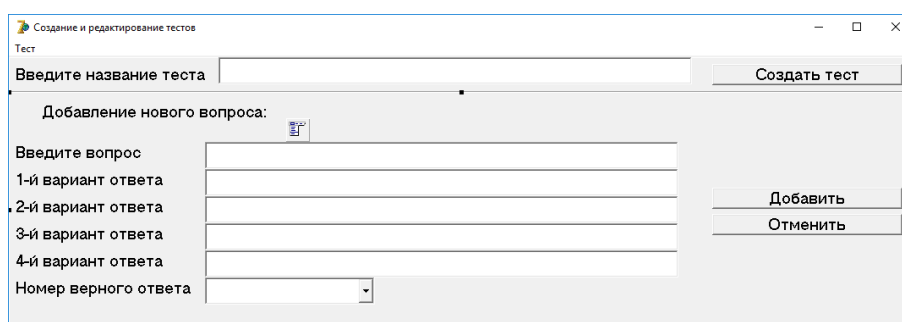 Создание и редактирование тестов
Тест
Введите название теста
Создать тест
Добавление нового вопроса:
Введите вопрос
1-й вариант ответа
2-й вариант ответа
Добавить
3-й вариант ответа
Отменить
4-й вариант ответа
Номер верного ответа